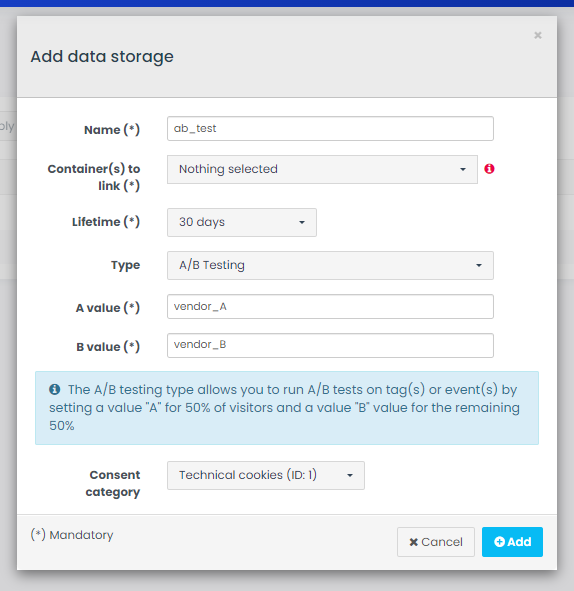 Add data storage
×
ply
Name (*)
ab_test
Container(s) to
link (*)
Nothing selected
Lifetime (*)
30 days
Type
A/B Testing
A value (*)
vendor_A
B value (*)
vendor_B
The A/B testing type allows you to run A/B tests on tag(s) or event(s) by
setting a value "A" for 50% of visitors and a value "B" value for the remaining
50%
Consent
category
Technical cookies (ID: 1)
(*) Mandatory
Cancel
Add